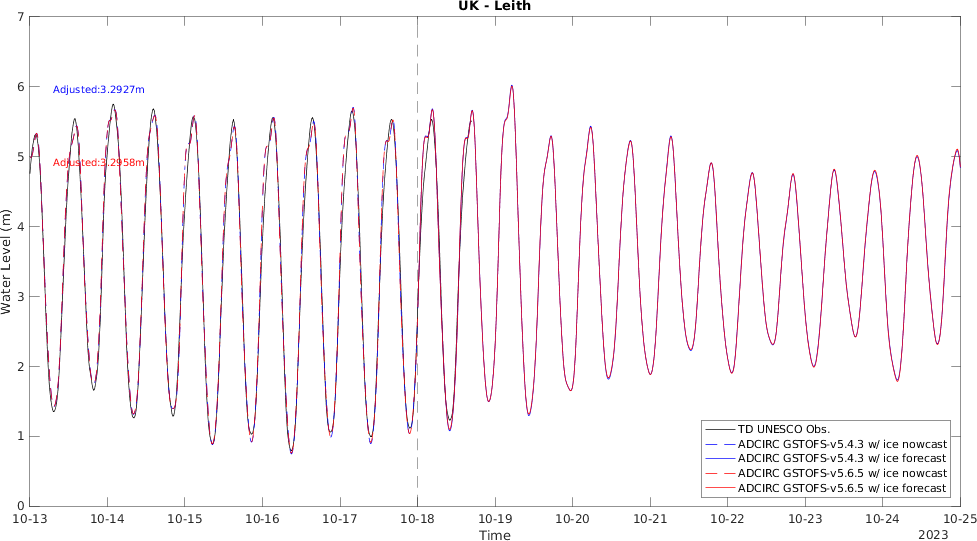 UK - Leith
Water Level (m)
7
6
5
4
3
2
1
0
Adjusted:3.2927m
Adjusted:3.2958m
TD UNESCO Obs.
ADCIRC GSTOFS-v5.4.3 w/ ice nowcast
ADCIRC GSTOFS-v5.4.3 w/ ice forecast
ADCIRC GSTOFS-v5.6.5 w/ ice nowcast
ADCIRC GSTOFS-v5.6.5 w/ ice forecast
10-13 10-14 10-15 10-16 10-17 10-18 10-19 10-20 10-21 10-22 10-23 10-24 10-25
Time
2023